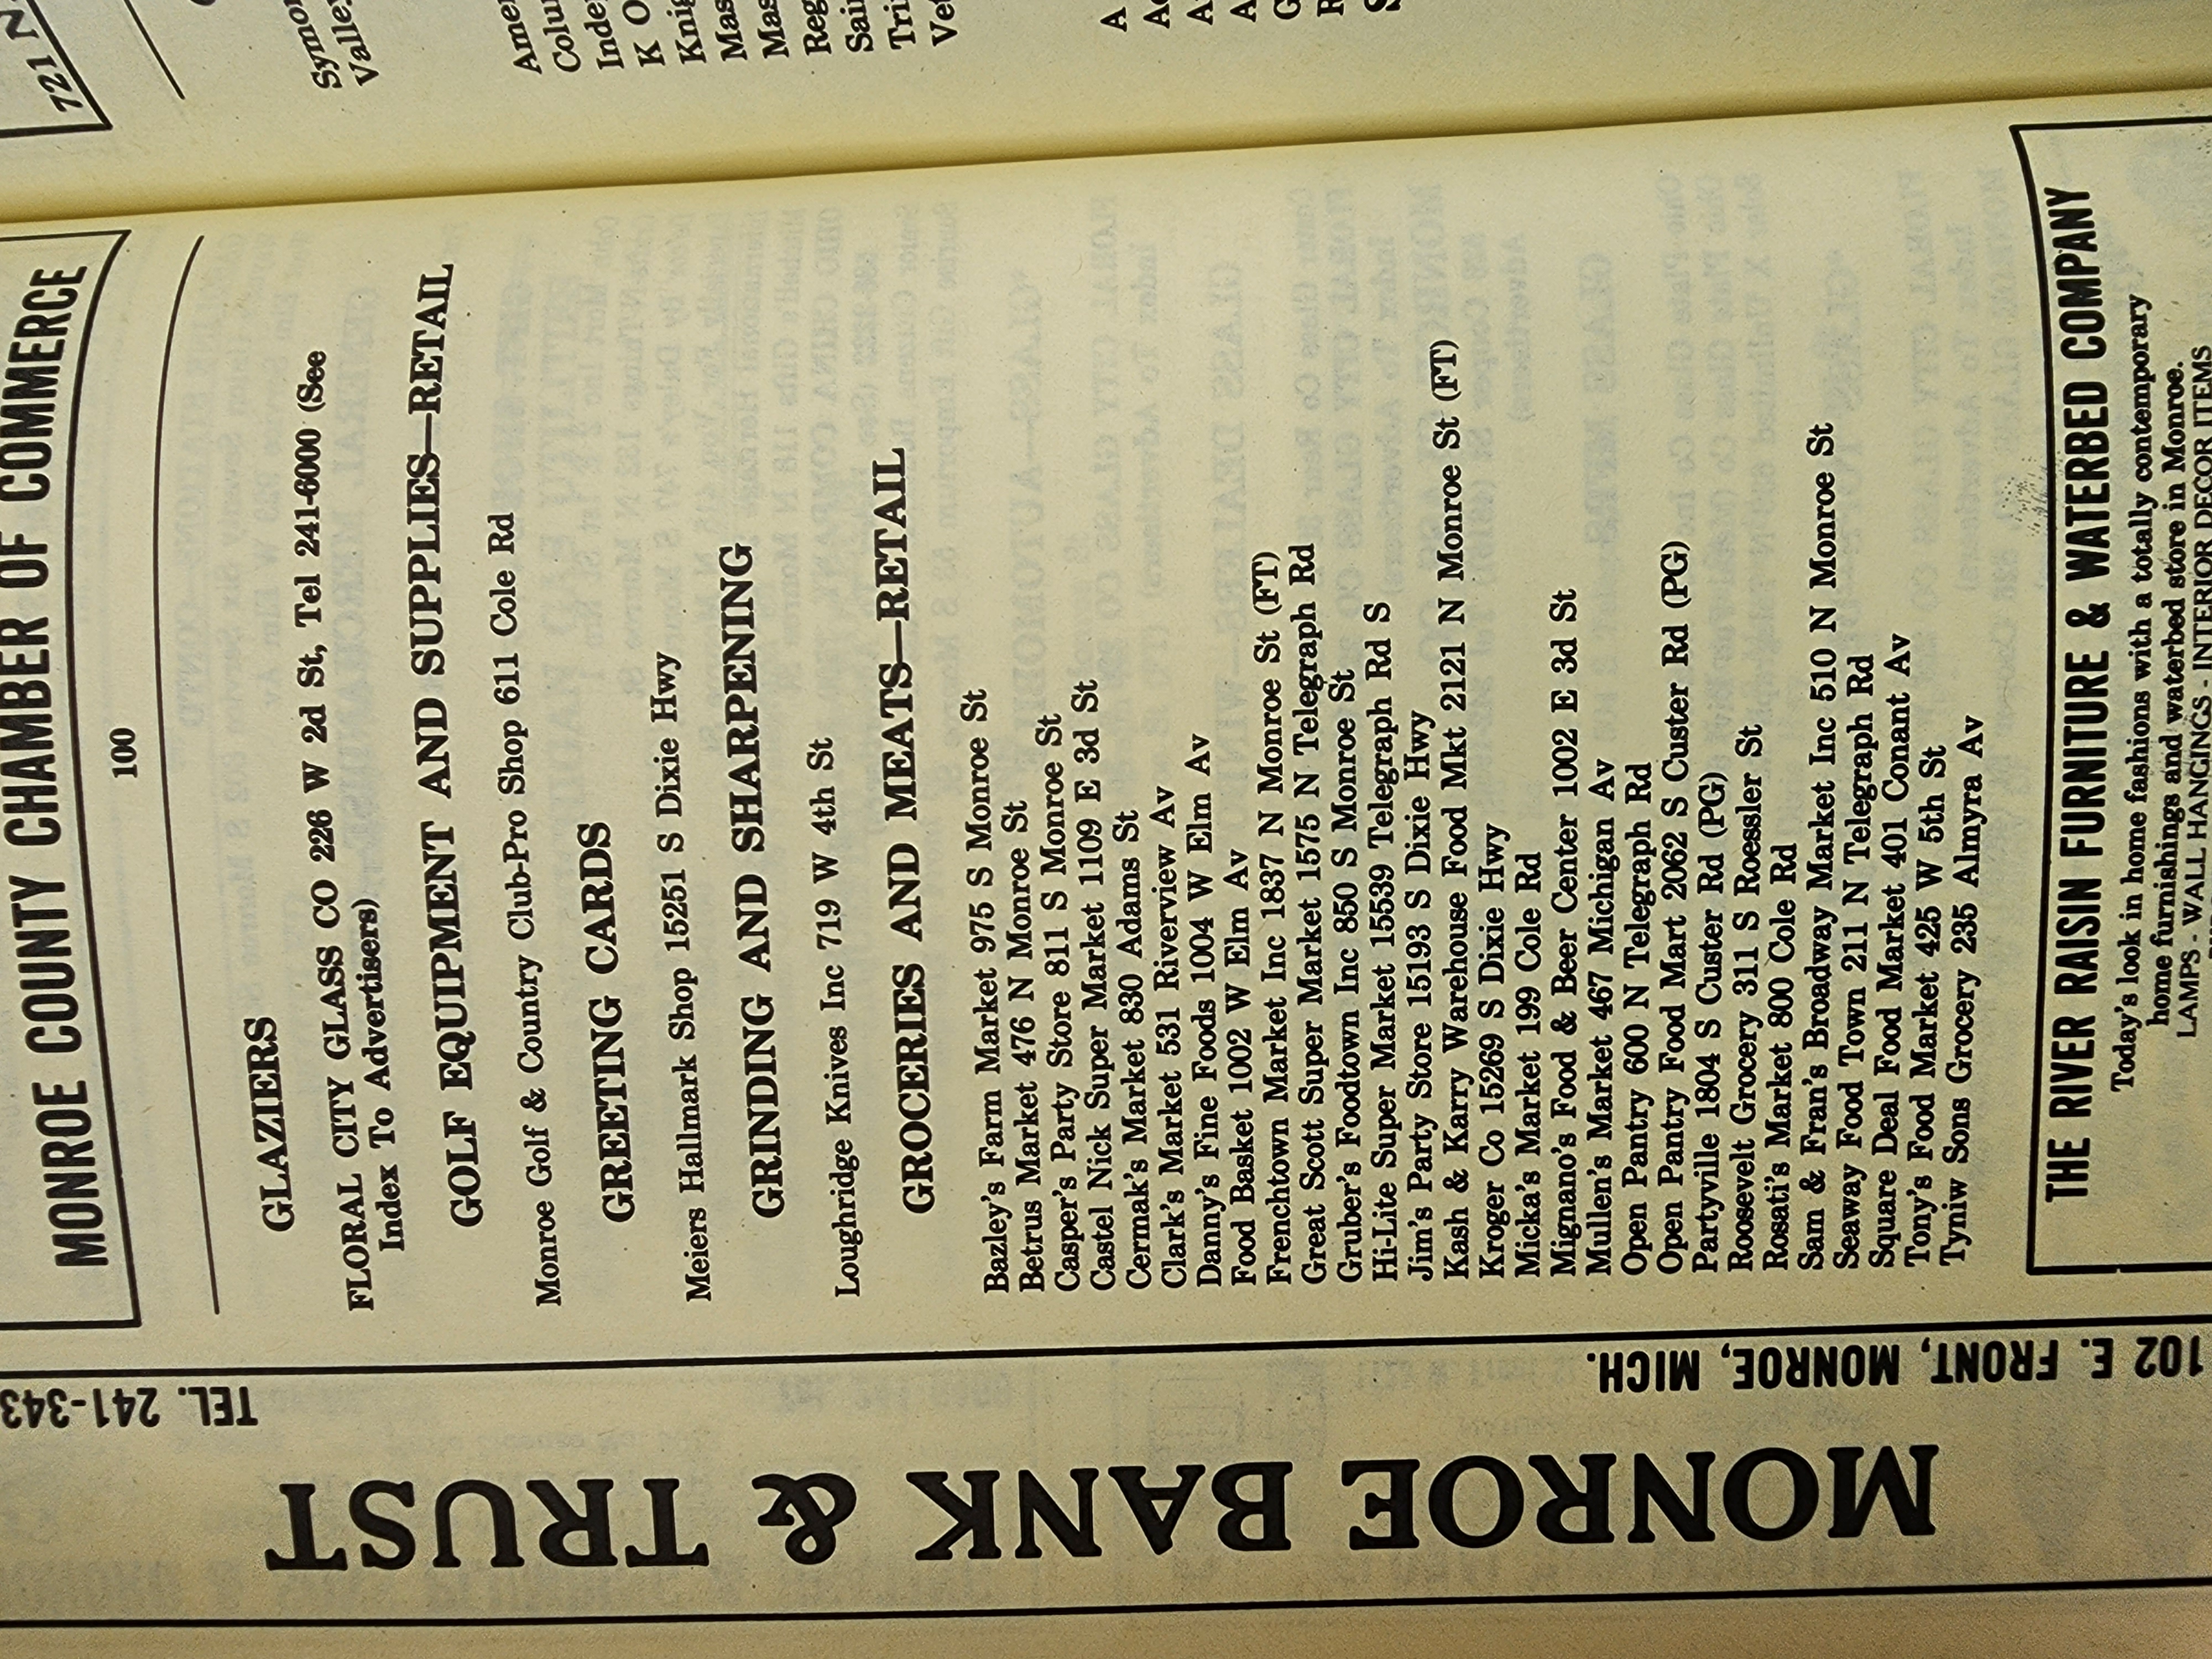 MONROE COUNTY CHAMBER OF COMMERCE
100
GLAZIERS
FLORAL CITY GLASS CO 226 W 2d St, Tel 241-6000 (See
Index To Advertisers)
GOLF EQUIPMENT AND SUPPLIES—RETAIL
Monroe Golf & Country Club-Pro Shop 611 Cole Rd
GREETING CARDS
Meiers Hallmark Shop 15251 S Dixie Hwy
GRINDING AND SHARPENING
Loughridge Knives Inc 719 W 4th St
GROCERIES AND MEATS—RETAIL
Bazley's Farm Market 975 S Monroe St
Betrus Market 476 N Monroe St
Casper's Party Store 811 S Monroe St
Castel Nick Super Market 1109 E 3d St
Cermak's Market 830 Adams St
Clark's Market 531 Riverview Av
Danny's Fine Foods 1004 W Elm Av
Food Basket 1002 W Elm Av
Frenchtown Market Inc 1837 N Monroe St (FT)
Great Scott Super Market 1575 N Telegraph Rd
Gruber's Foodtown Inc 850 S Monroe St
Hi-Lite Super Market 15539 Telegraph Rd S
Jim's Party Store 15193 S Dixie Hwy
Kash & Karry Warehouse Food Mkt 2121 N Monroe St (FT)
Kroger Co 15269 S Dixie Hwy
Micka's Market 199 Cole Rd
Mignano's Food & Beer Center 1002 E 3d St
Mullen's Market 467 Michigan Av
Open Pantry 600 N Telegraph Rd
Open Pantry Food Mart 2062 S Custer Rd (PG)
Partyville 1804 S Custer Rd (PG)
Roosevelt Grocery 311 S Roessler St
Rosati's Market 800 Cole Rd
Sam & Fran's Broadway Market Inc 510 N Monroe St
Seaway Food Town 211 N Telegraph Rd
Square Deal Food Market 401 Conant Av
Tony's Food Market 425 W 5th St
Tyniw Sons Grocery 235 Almyra Av
THE RIVER RAISIN FURNITURE & WATERBED COMPANY
Today's look in home fashions with a totally contemporary
home furnishings and waterbed store in Monroe.
LAMPS - WALL HANGINGS - INTERIOR DECOR ITEMS
102 E. FRONT, MONROE, MICH.
TEL. 241-343
MONROE BANK & TRUST
721 N
Symo
Valle
Amer
Colu
Inde
K O
Knig
Mas
Mas
Reg
Sai
Tri
Ve
A
A
A
A
G
R
S